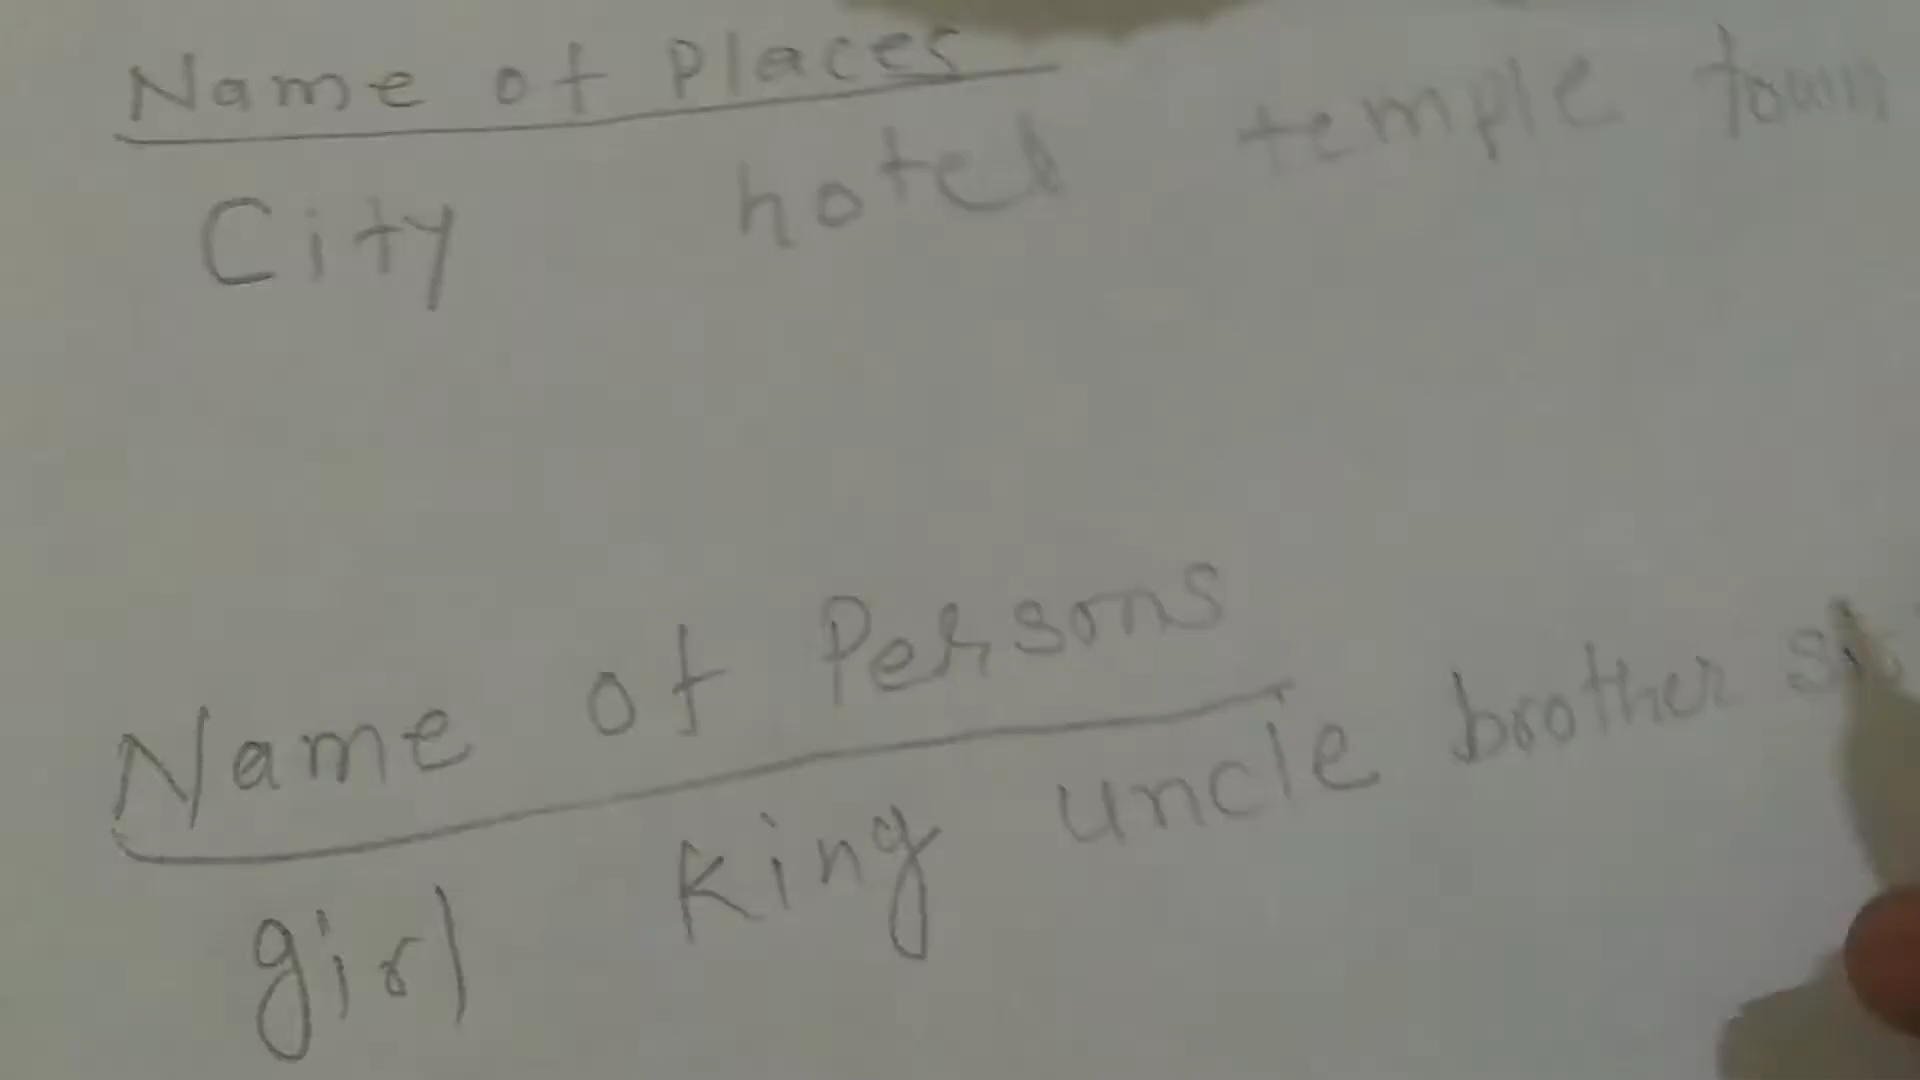 Name of Places
City hotel temple town
Name of Persons
girl King uncle brother